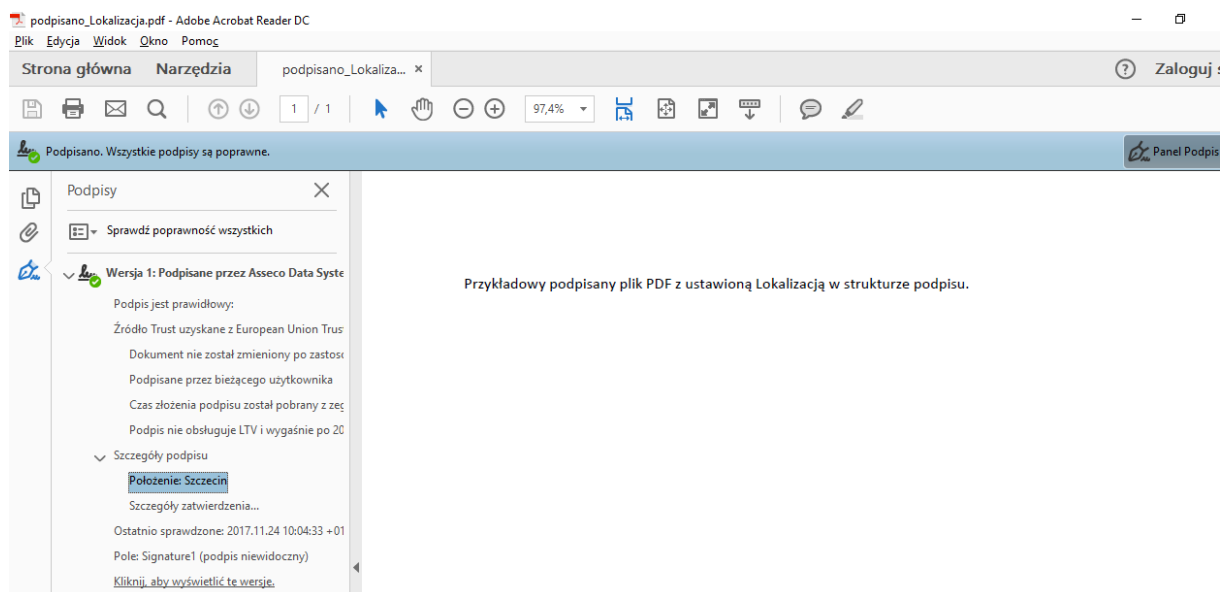 podpisano_Lokalizacja.pdf - Adobe Acrobat Reader DC
Plik Edycja Widok Okno Pomoc
Strona główna Narzędzia podpisano_Lokaliza... × ? Zaloguj s
1 / 1 97,4%
Podpisano. Wszystkie podpisy są poprawne. Panel Podpis
Podpisy
Sprawdź poprawność wszystkich
Wersja 1: Podpisane przez Asseco Data Syste
Podpis jest prawidłowy:
Źródło Trust uzyskane z European Union Trus
Dokument nie został zmieniony po zastoso
Podpisane przez bieżącego użytkownika
Czas złożenia podpisu został pobrany z zeg
Podpis nie obsługuje LTV i wygaśnie po 20
Szczegóły podpisu
Położenie: Szczecin
Szczegóły zatwierdzenia...
Ostatnio sprawdzone: 2017.11.24 10:04:33 +01
Pole: Signature1 (podpis niewidoczny)
Kliknij, aby wyświetlić te wersje.
Przykładowy podpisany plik PDF z ustawioną Lokalizacją w strukturze podpisu.